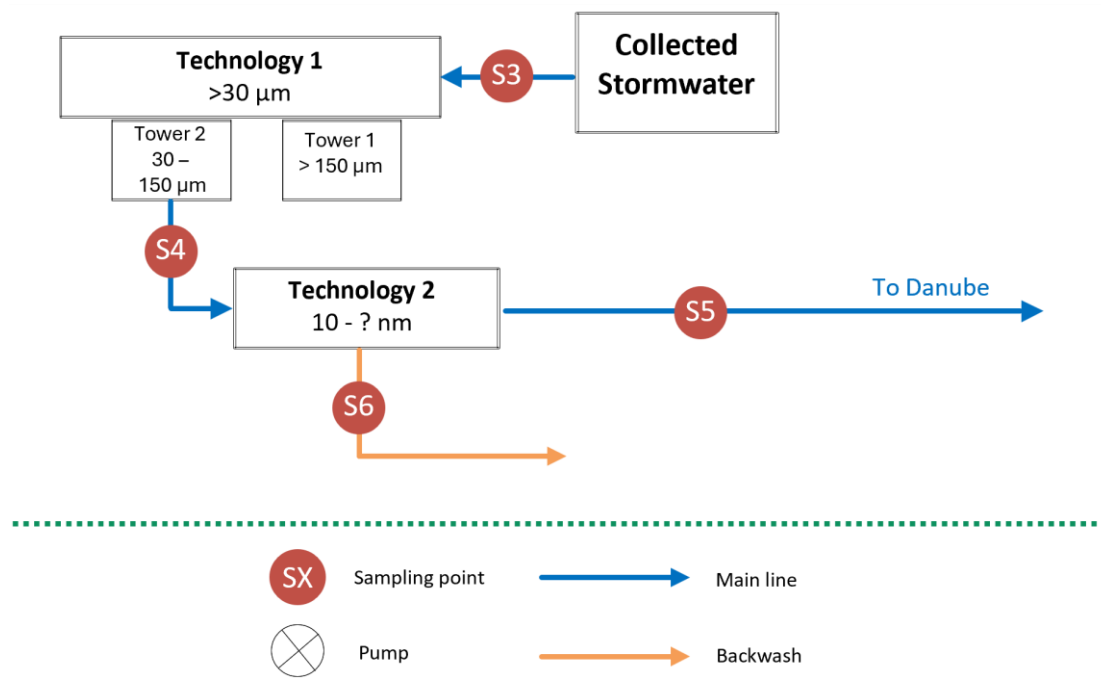 Collected
Stormwater
S3
Technology 1
>30 µm
Tower 2
30 –
150 µm
Tower 1
> 150 µm
S4
Technology 2
10 - ? nm
S5
To Danube
S6
SX
Sampling point
Main line
Pump
Backwash